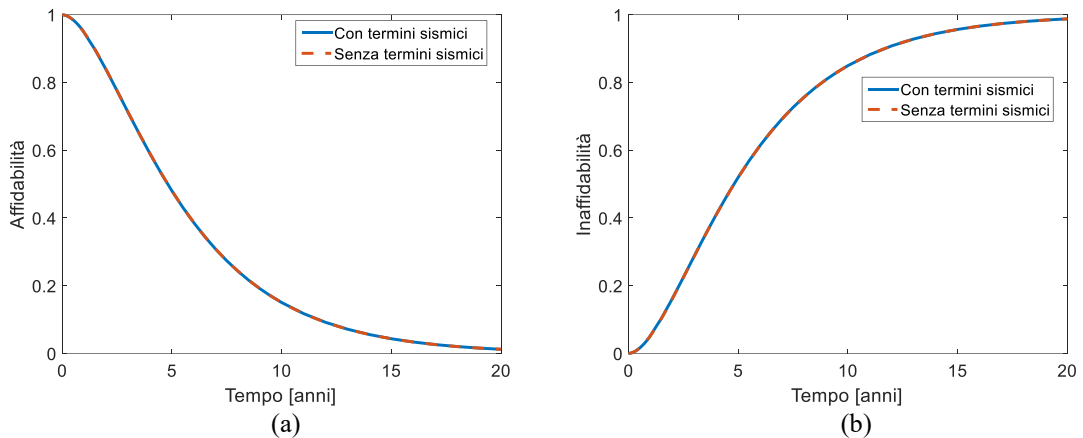 1
0.8
0.6
0.4
0.2
0
Affidabilità
Con termini sismici
Senza termini sismici
0 5 10 15 20
Tempo [anni]
(a)
1
0.8
0.6
0.4
0.2
0
Inaffidabilità
Con termini sismici
Senza termini sismici
0 5 10 15 20
Tempo [anni]
(b)